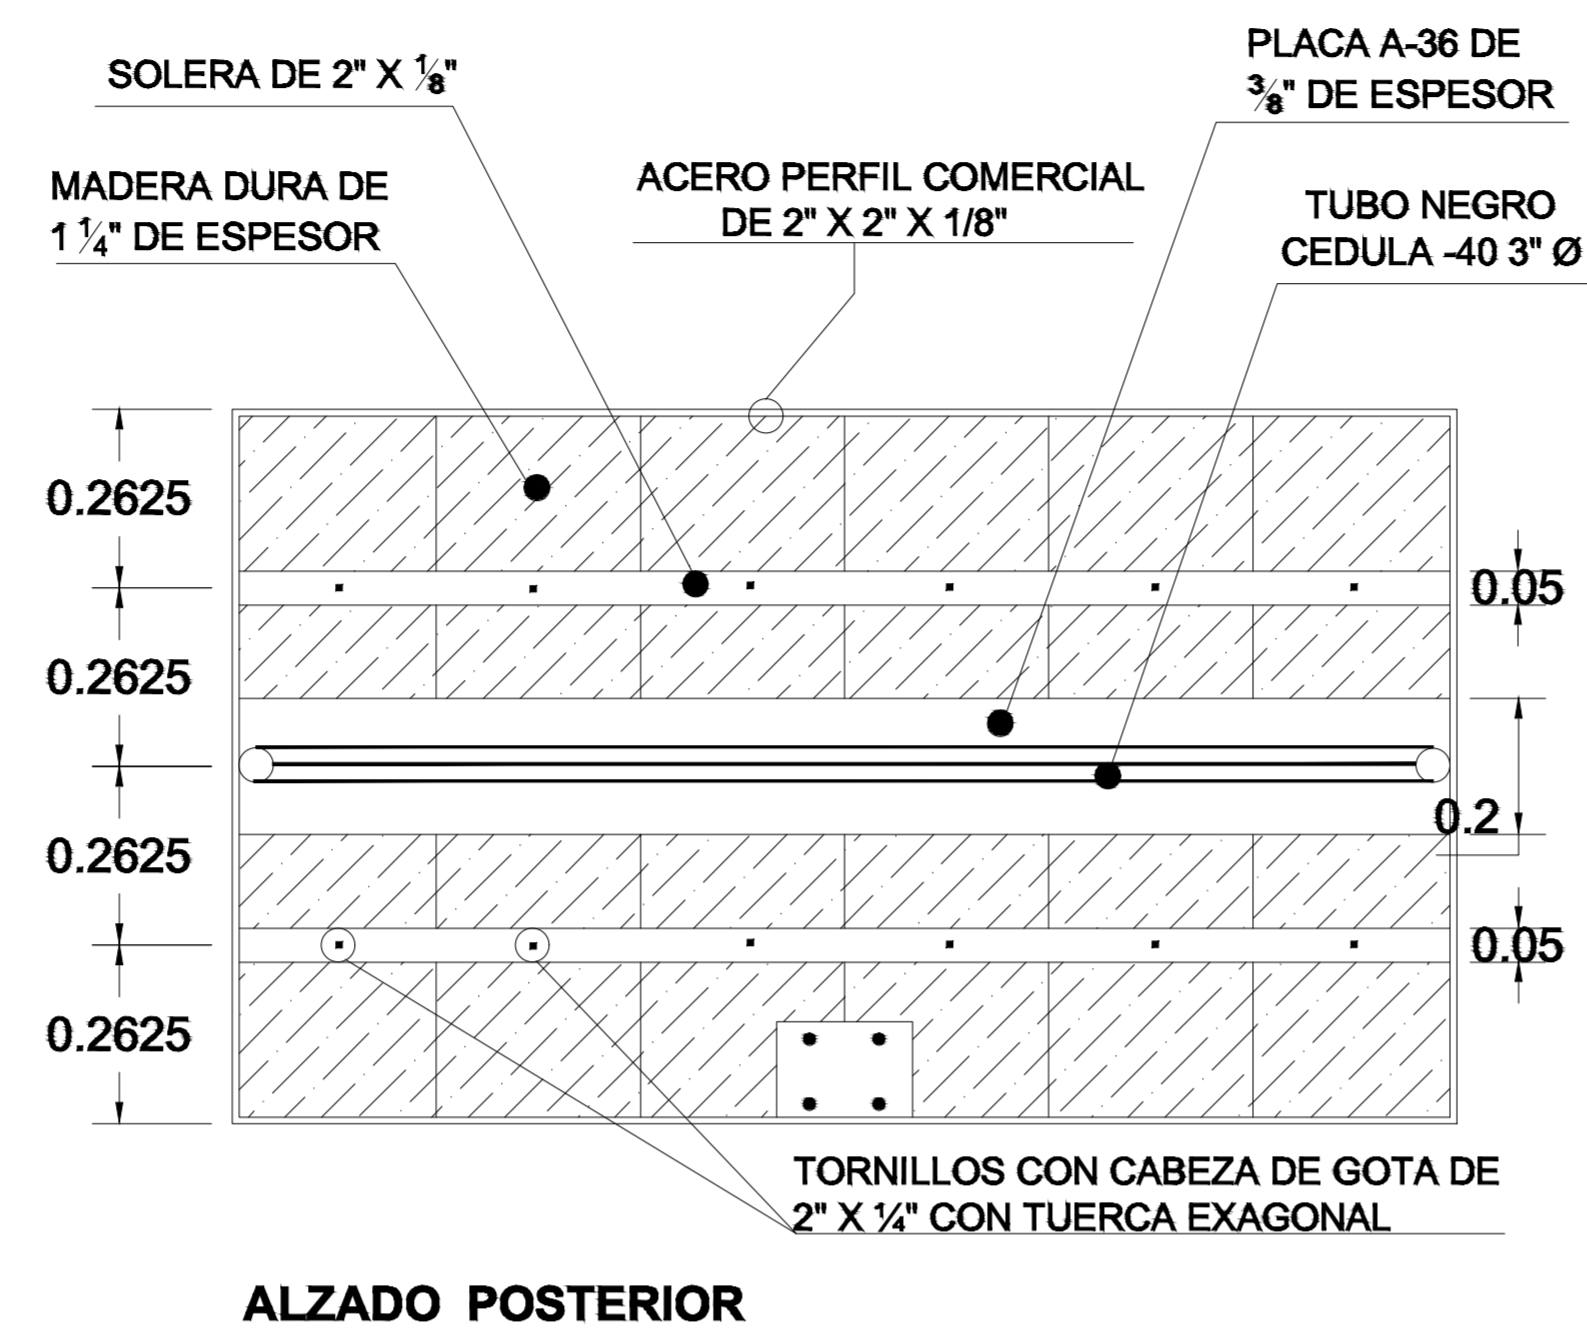 PLACA A-36 DE
⅜" DE ESPESOR
SOLERA DE 2" X ⅛"
ACERO PERFIL COMERCIAL
DE 2" X 2" X 1/8"
MADERA DURA DE
1 ¼" DE ESPESOR
TUBO NEGRO
CEDULA -40 3" Ø
0.2625
0.05
0.2625
0.2
0.2625
0.05
0.2625
TORNILLOS CON CABEZA DE GOTA DE
2" X ¼" CON TUERCA EXAGONAL
ALZADO POSTERIOR